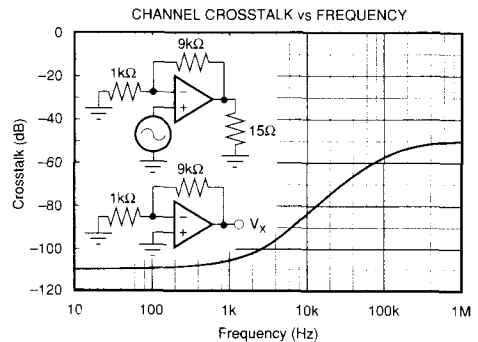 CHANNEL CROSSTALK vs FREQUENCY
0
−20
−40
−60
−80
−100
−120
Crosstalk (dB)
9kΩ
1kΩ
−
+
15Ω
9kΩ
1kΩ
−
+
VX
10 100 1k 10k 100k 1M
Frequency (Hz)